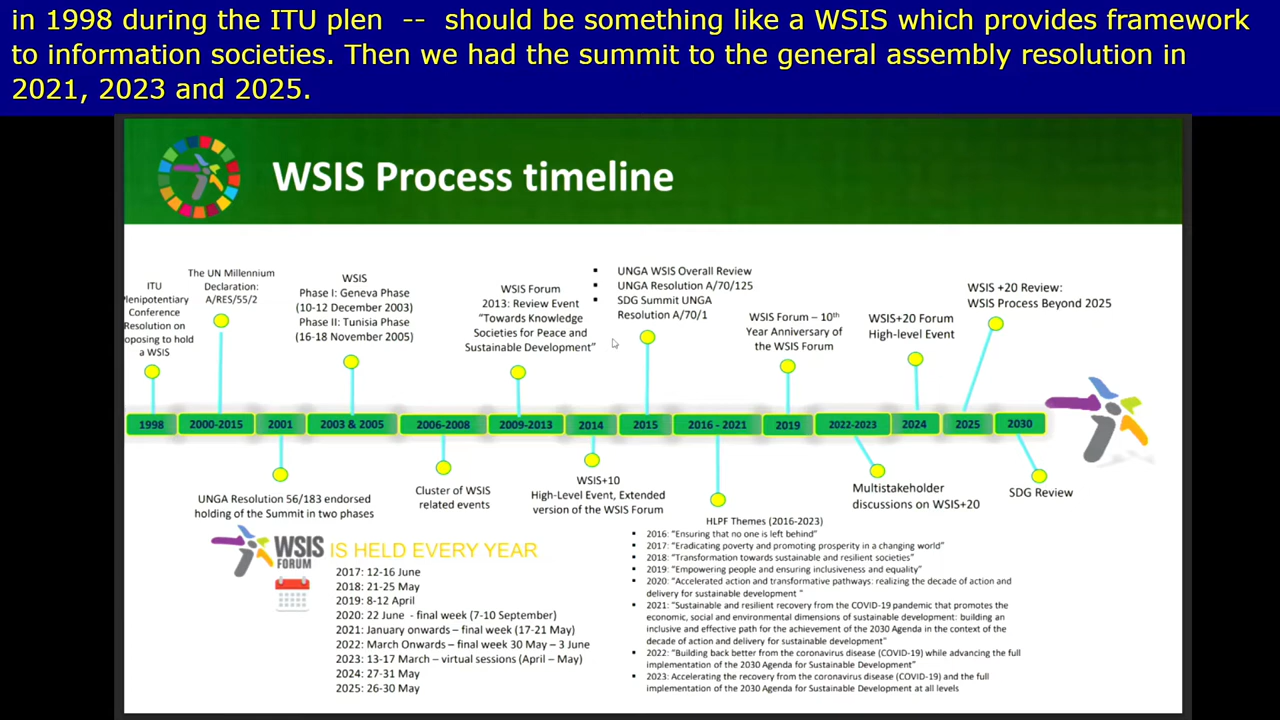 in 1998 during the ITU plen -- should be something like a WSIS which provides framework
to information societies. Then we had the summit to the general assembly resolution in
2021, 2023 and 2025.
WSIS Process timeline
ITU
lenipotentiary
Conference
Resolution on
oposing to hold
a WSIS
The UN Millennium
Declaration:
A/RES/55/2
WSIS
Phase I: Geneva Phase
(10-12 December 2003)
Phase II: Tunisia Phase
(16-18 November 2005)
WSIS Forum
2013: Review Event
"Towards Knowledge
Societies for Peace and
Sustainable Development"
▪ UNGA WSIS Overall Review
▪ UNGA Resolution A/70/125
▪ SDG Summit UNGA
Resolution A/70/1
WSIS Forum – 10th
Year Anniversary of
the WSIS Forum
WSIS+20 Forum
High-level Event
WSIS +20 Review:
WSIS Process Beyond 2025
1998
2000-2015
2001
2003 & 2005
2006-2008
2009-2013
2014
2015
2016 - 2021
2019
2022-2023
2024
2025
2030
UNGA Resolution 56/183 endorsed
holding of the Summit in two phases
Cluster of WSIS
related events
WSIS+10
High-Level Event, Extended
version of the WSIS Forum
HLPF Themes (2016-2023)
▪ 2016: "Ensuring that no one is left behind"
▪ 2017: "Eradicating poverty and promoting prosperity in a changing world"
▪ 2018: "Transformation towards sustainable and resilient societies"
▪ 2019: "Empowering people and ensuring inclusiveness and equality"
▪ 2020: "Accelerated action and transformative pathways: realizing the decade of action and
delivery for sustainable development "
▪ 2021: "Sustainable and resilient recovery from the COVID-19 pandemic that promotes the
economic, social and environmental dimensions of sustainable development: building an
inclusive and effective path for the achievement of the 2030 Agenda in the context of the
decade of action and delivery for sustainable development"
▪ 2022: "Building back better from the coronavirus disease (COVID-19) while advancing the full
implementation of the 2030 Agenda for Sustainable Development"
▪ 2023: Accelerating the recovery from the coronavirus disease (COVID-19) and the full
implementation of the 2030 Agenda for Sustainable Development at all levels
Multistakeholder
discussions on WSIS+20
SDG Review
WSIS
FORUM
IS HELD EVERY YEAR
2017: 12-16 June
2018: 21-25 May
2019: 8-12 April
2020: 22 June - final week (7-10 September)
2021: January onwards – final week (17-21 May)
2022: March Onwards – final week 30 May – 3 June
2023: 13-17 March – virtual sessions (April – May)
2024: 27-31 May
2025: 26-30 May